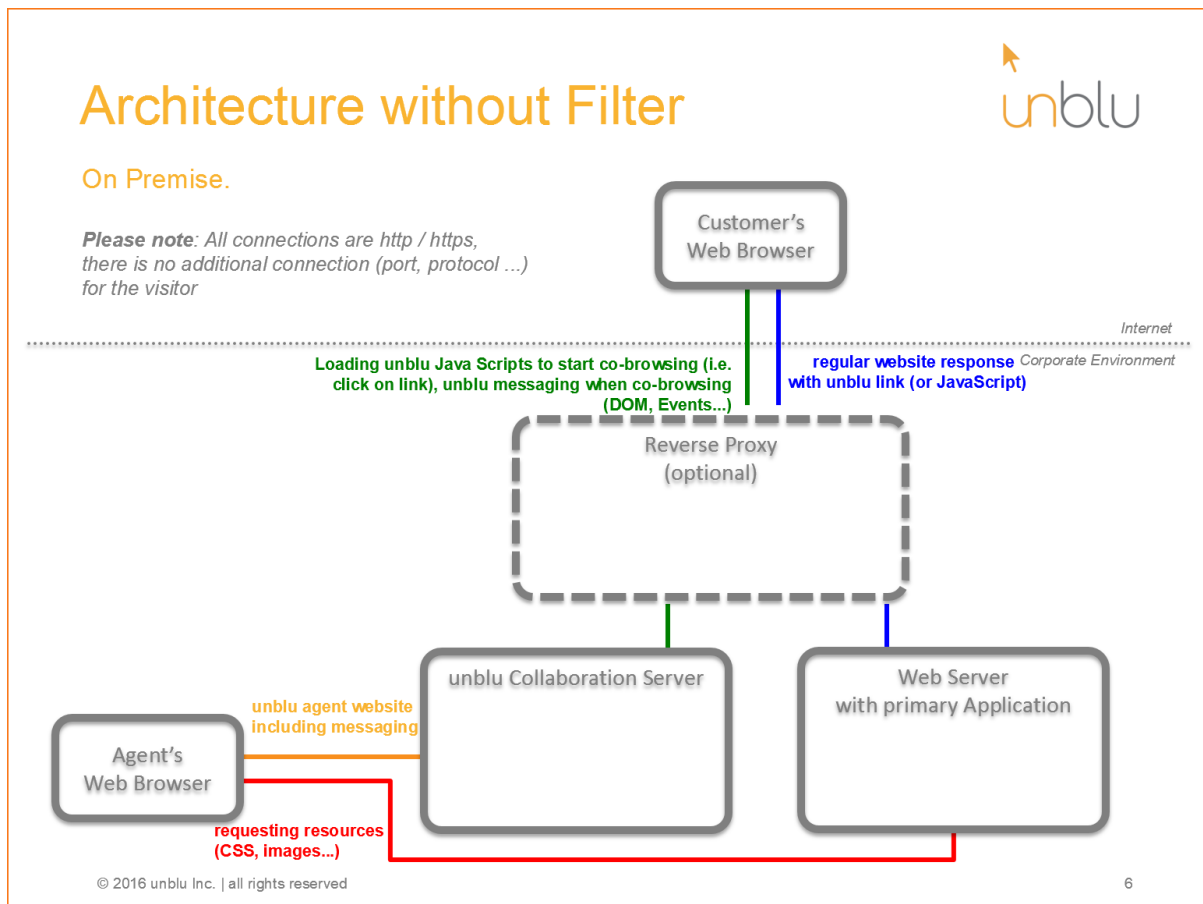 Architecture without Filter
unblu
On Premise.
Please note: All connections are http / https,
there is no additional connection (port, protocol ...)
for the visitor
Customer's
Web Browser
Internet
Corporate Environment
Loading unblu Java Scripts to start co-browsing (i.e.
click on link), unblu messaging when co-browsing
(DOM, Events...)
regular website response
with unblu link (or JavaScript)
Reverse Proxy
(optional)
unblu Collaboration Server
Web Server
with primary Application
unblu agent website
including messaging
Agent's
Web Browser
requesting resources
(CSS, images...)
© 2016 unblu Inc. | all rights reserved
6